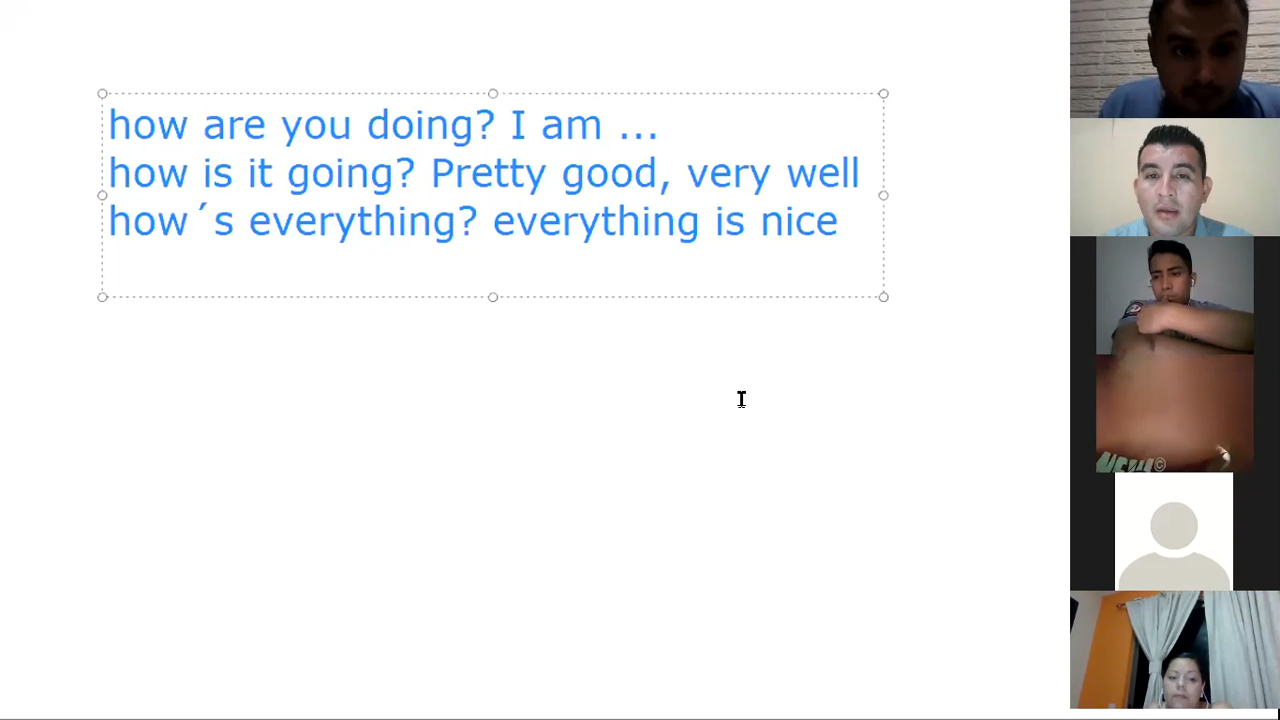 how are you doing? I am ...
how is it going? Pretty good, very well
how ´s everything? everything is nice